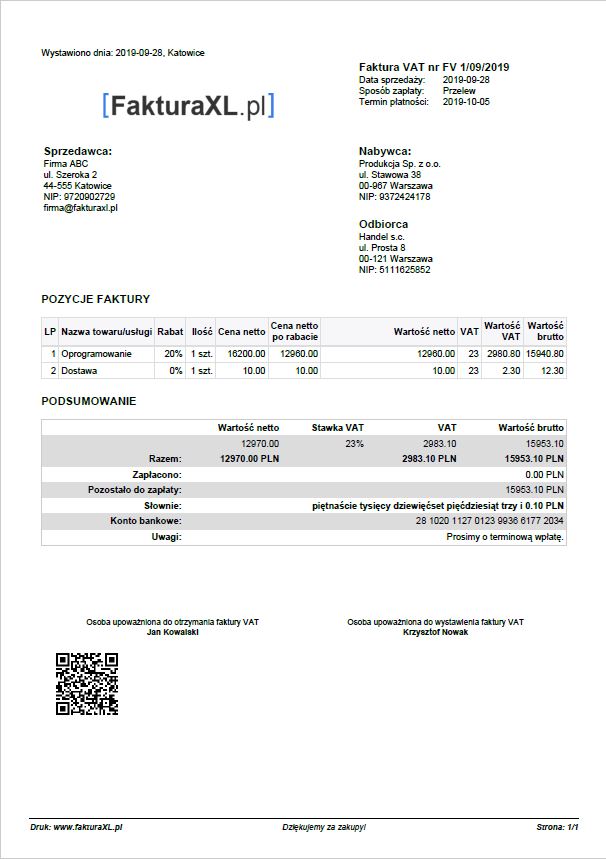 Wystawiono dnia: 2019-09-28, Katowice
Faktura VAT nr FV 1/09/2019
Data sprzedaży: 2019-09-28
Sposób zapłaty: Przelew
Termin płatności: 2019-10-05
[FakturaXL.pl]
Sprzedawca:
Firma ABC
ul. Szeroka 2
44-555 Katowice
NIP: 9720902729
firma@fakturaxl.pl
Nabywca:
Produkcja Sp. z o.o.
ul. Stawowa 38
00-967 Warszawa
NIP: 9372424178
Odbiorca
Handel s.c.
ul. Prosta 8
00-121 Warszawa
NIP: 5111625852
POZYCJE FAKTURY
LP Nazwa towaru/usługi Rabat Ilość Cena netto Cena netto po rabacie Wartość netto VAT Wartość VAT Wartość brutto
1 Oprogramowanie 20% 1 szt. 16200.00 12960.00 12960.00 23 2980.80 15940.80
2 Dostawa 0% 1 szt. 10.00 10.00 10.00 23 2.30 12.30
PODSUMOWANIE
Wartość netto Stawka VAT VAT Wartość brutto
12970.00 23% 2983.10 15953.10
Razem: 12970.00 PLN 2983.10 PLN 15953.10 PLN
Zapłacono: 0.00 PLN
Pozostało do zapłaty: 15953.10 PLN
Słownie: piętnaście tysięcy dziewięćset pięćdziesiąt trzy i 0.10 PLN
Konto bankowe: 28 1020 1127 0123 9936 6177 2034
Uwagi: Prosimy o terminową wpłatę.
Osoba upoważniona do otrzymania faktury VAT
Jan Kowalski
Osoba upoważniona do wystawienia faktury VAT
Krzysztof Nowak
Druk: www.fakturaXL.pl Dziękujemy za zakupy! Strona: 1/1